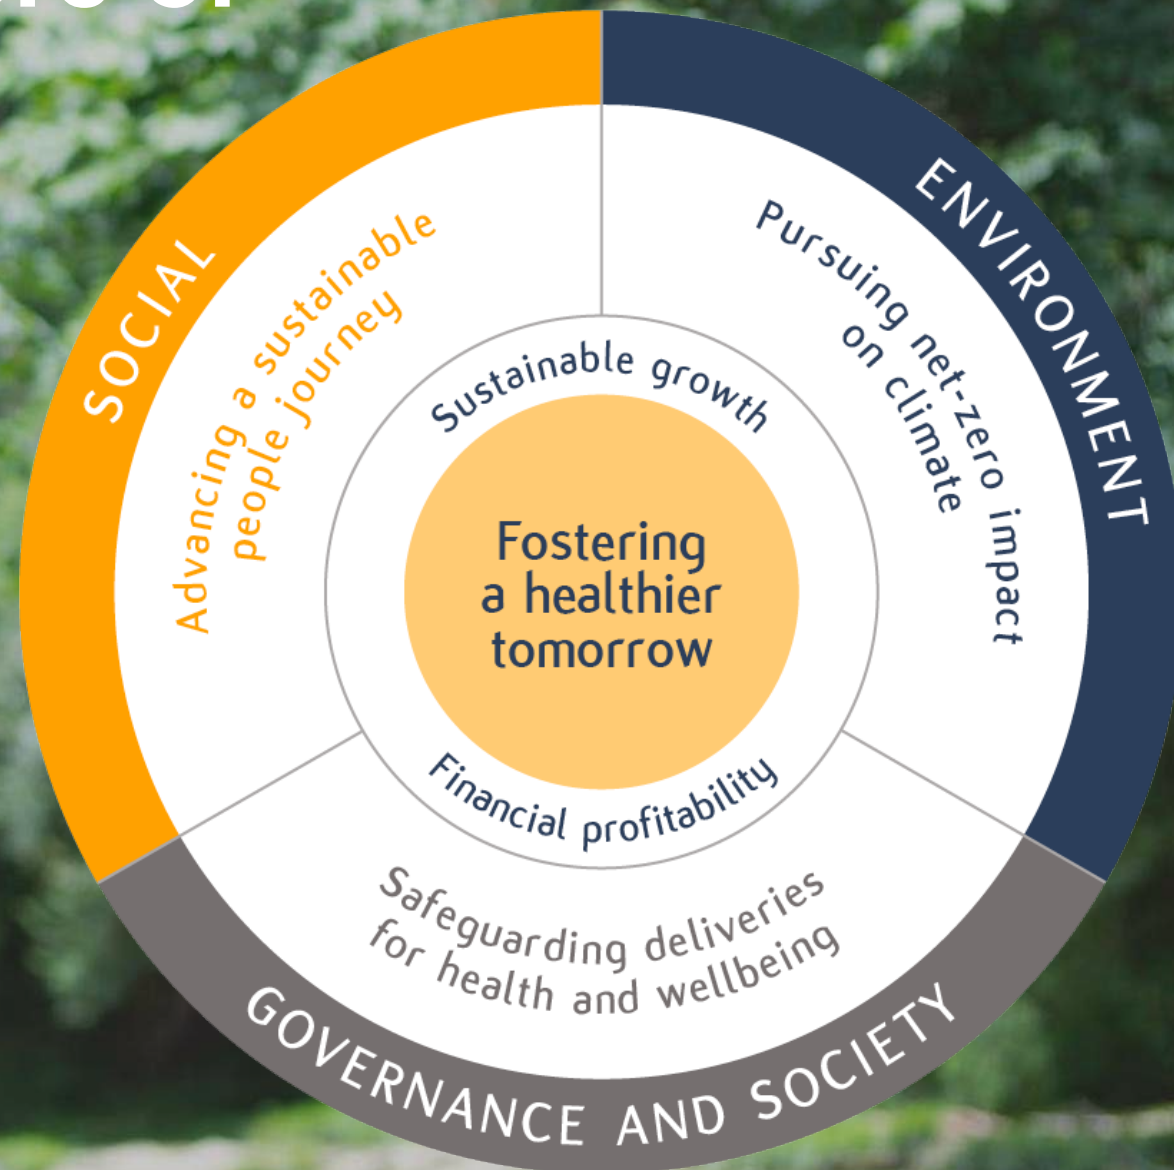 SOCIAL
Advancing a sustainable
people journey
ENVIRONMENT
Pursuing net-zero impact
on climate
Sustainable growth
Fostering
a healthier
tomorrow
Financial profitability
Safeguarding deliveries
for health and wellbeing
GOVERNANCE AND SOCIETY